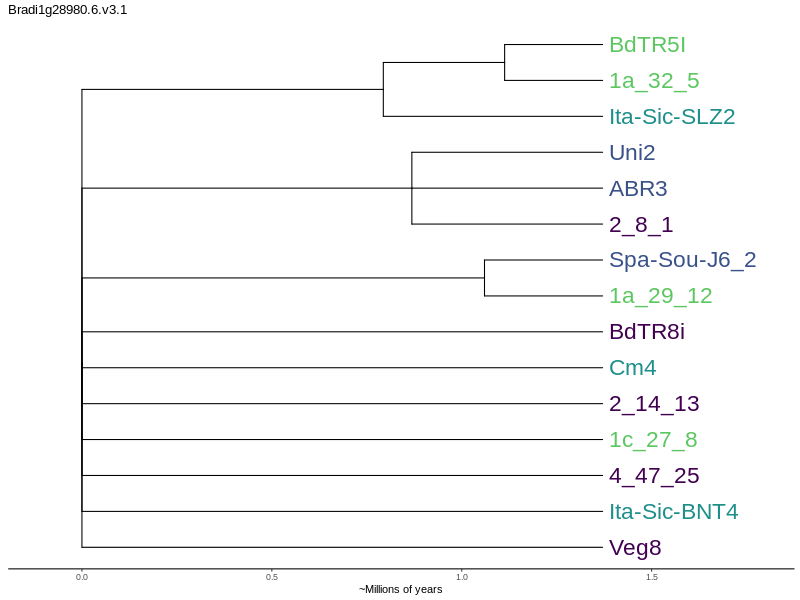 Bradi1g28980.6.v3.1
BdTR5I
1a_32_5
Ita-Sic-SLZ2
Uni2
ABR3
2_8_1
Spa-Sou-J6_2
1a_29_12
BdTR8i
Cm4
2_14_13
1c_27_8
4_47_25
Ita-Sic-BNT4
Veg8
0.0 0.5 1.0 1.5
~Millions of years